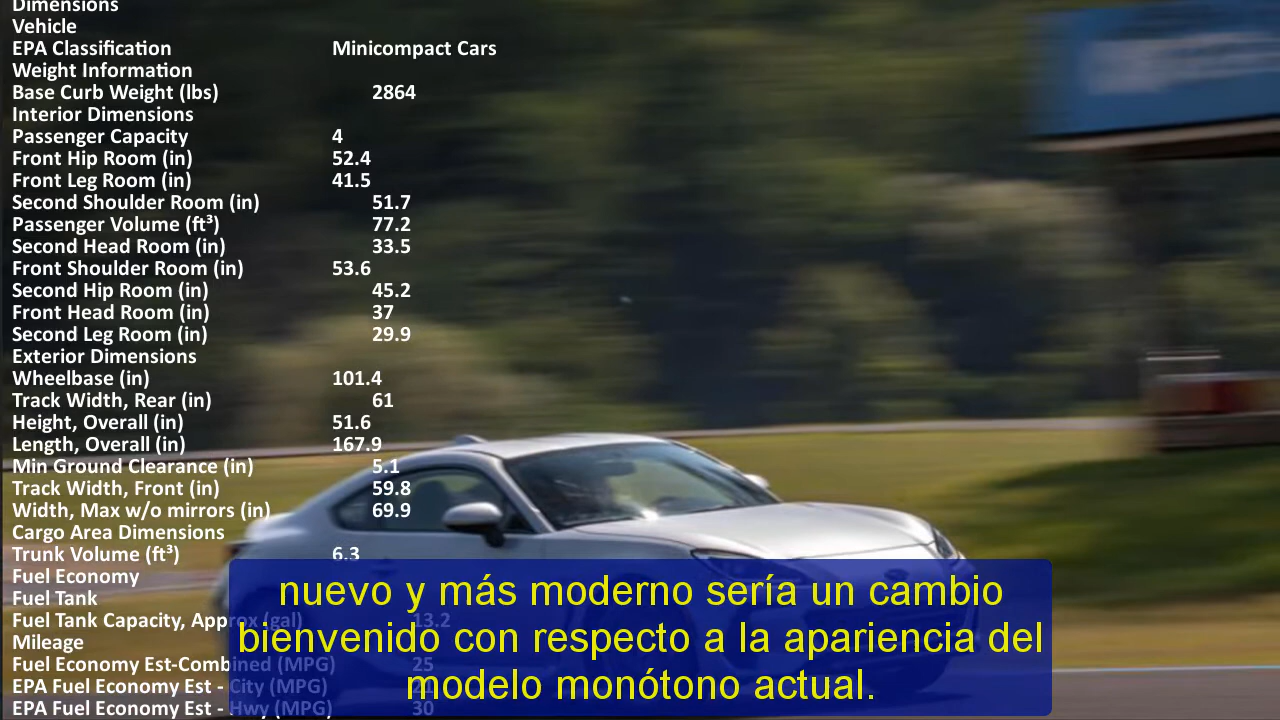 Dimensions
Vehicle
EPA Classification Minicompact Cars
Weight Information
Base Curb Weight (lbs) 2864
Interior Dimensions
Passenger Capacity 4
Front Hip Room (in) 52.4
Front Leg Room (in) 41.5
Second Shoulder Room (in) 51.7
Passenger Volume (ft³) 77.2
Second Head Room (in) 33.5
Front Shoulder Room (in) 53.6
Second Hip Room (in) 45.2
Front Head Room (in) 37
Second Leg Room (in) 29.9
Exterior Dimensions
Wheelbase (in) 101.4
Track Width, Rear (in) 61
Height, Overall (in) 51.6
Length, Overall (in) 167.9
Min Ground Clearance (in) 5.1
Track Width, Front (in) 59.8
Width, Max w/o mirrors (in) 69.9
Cargo Area Dimensions
Trunk Volume (ft³) 6.3
Fuel Economy
Fuel Tank
Fuel Tank Capacity, Approx (gal) 13.2
Mileage
Fuel Economy Est-Combined (MPG) 25
EPA Fuel Economy Est - City (MPG) 21
EPA Fuel Economy Est - Hwy (MPG) 30
nuevo y más moderno sería un cambio
bienvenido con respecto a la apariencia del
modelo monótono actual.